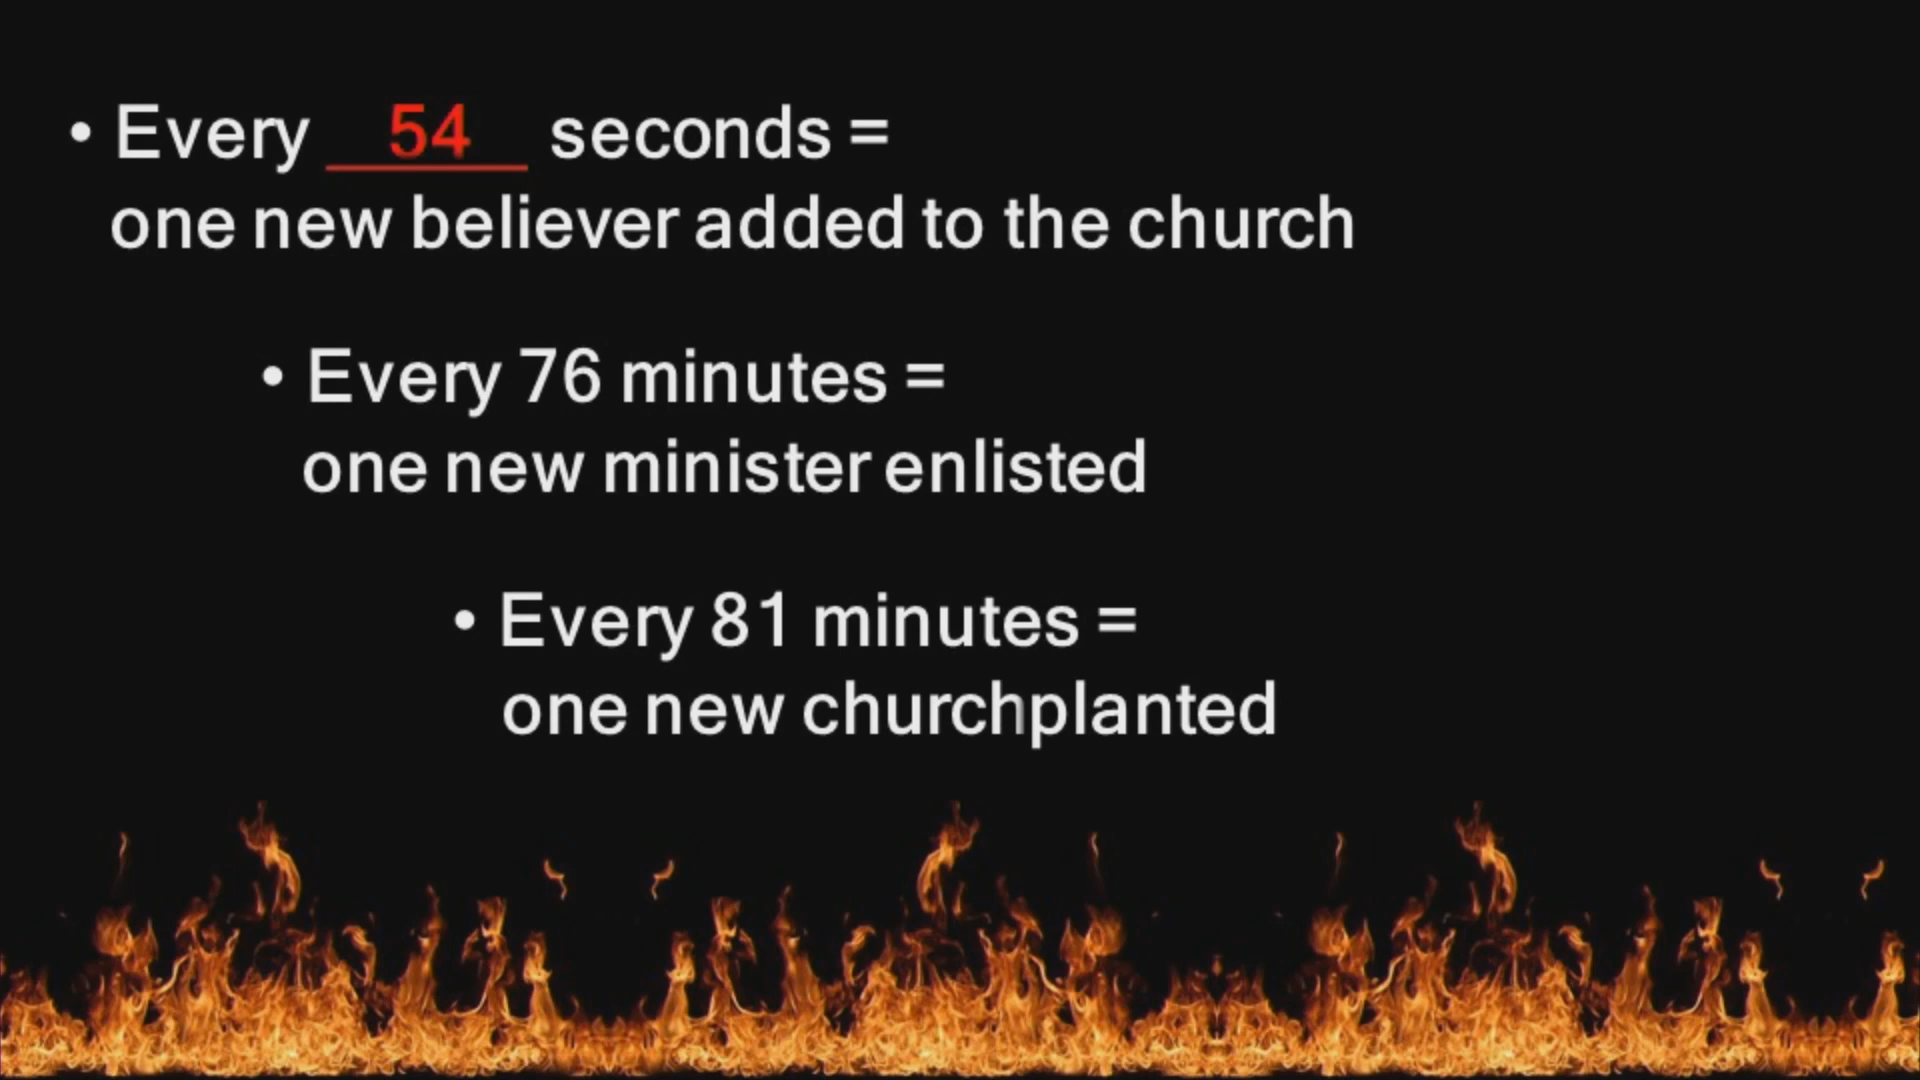 • Every 54 seconds =
one new believer added to the church
• Every 76 minutes =
one new minister enlisted
• Every 81 minutes =
one new churchplanted